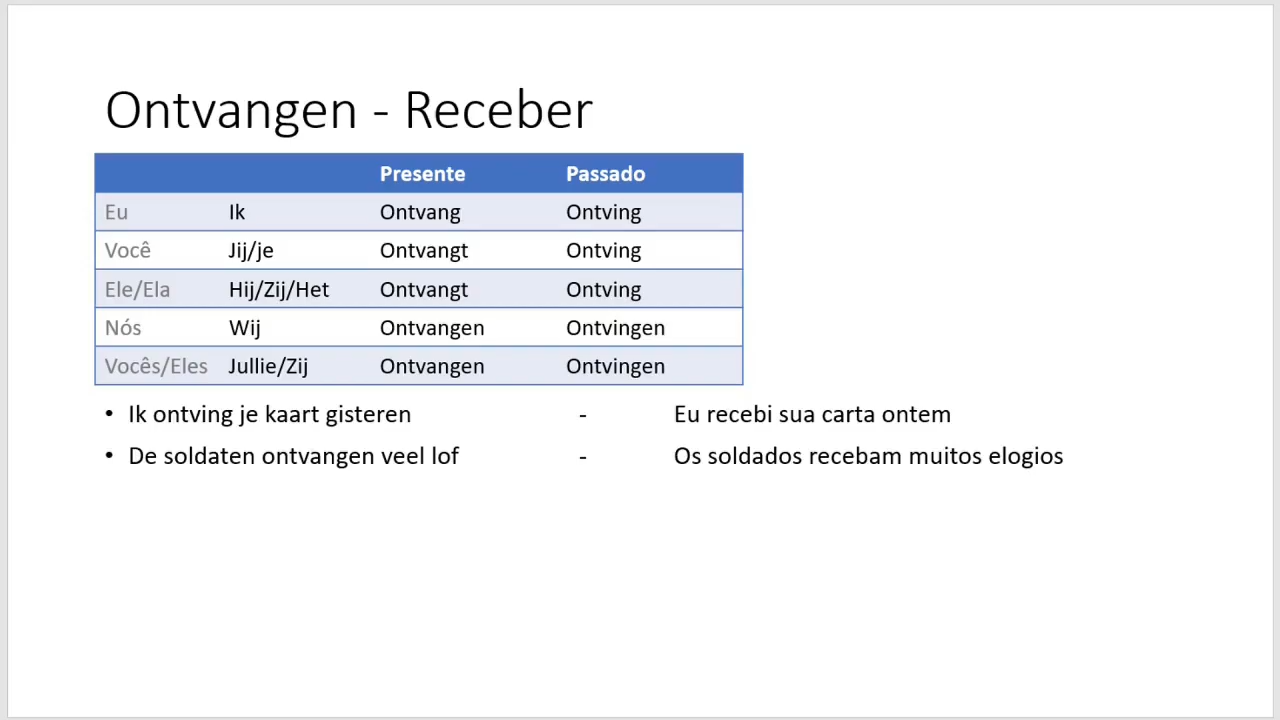 Ontvangen - Receber
Presente Passado
Eu Ik Ontvang Ontving
Você Jij/je Ontvangt Ontving
Ele/Ela Hij/Zij/Het Ontvangt Ontving
Nós Wij Ontvangen Ontvingen
Vocês/Eles Jullie/Zij Ontvangen Ontvingen
• Ik ontving je kaart gisteren - Eu recebi sua carta ontem
• De soldaten ontvangen veel lof - Os soldados recebam muitos elogios